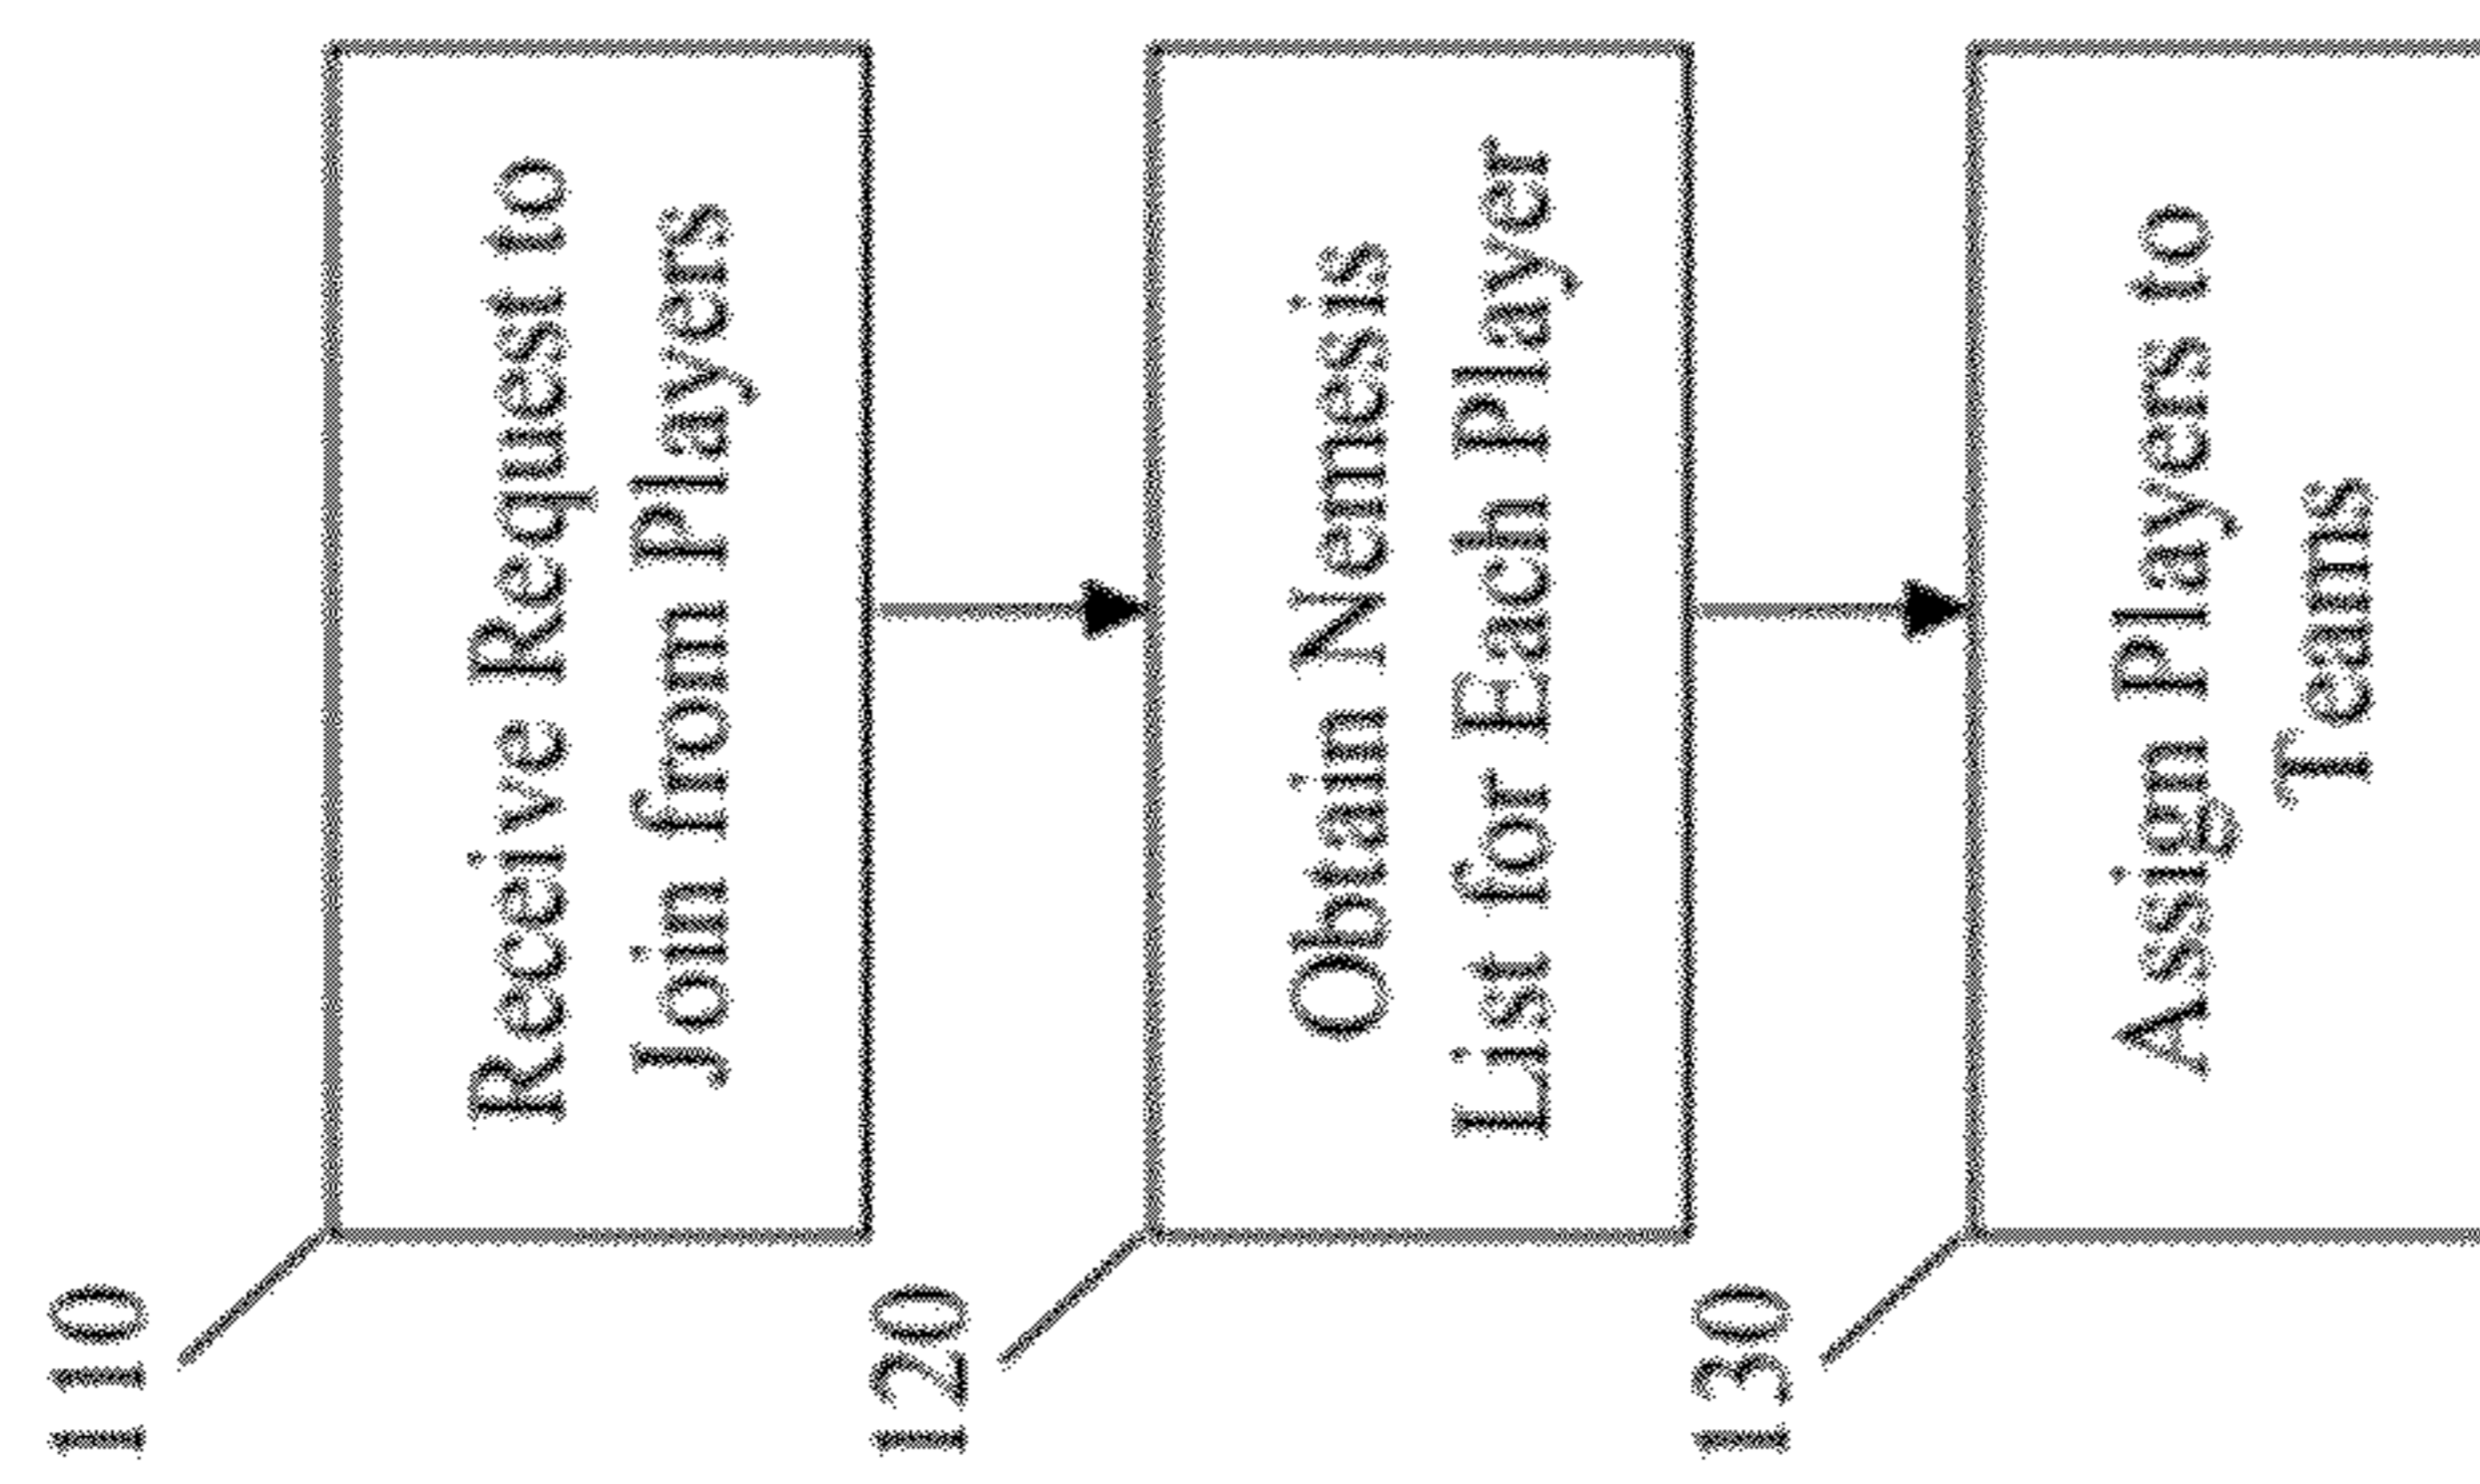 110
Receive Request to
Join from Players
120
Obtain Nemesis
List for Each Player
130
Assign Players to
Teams